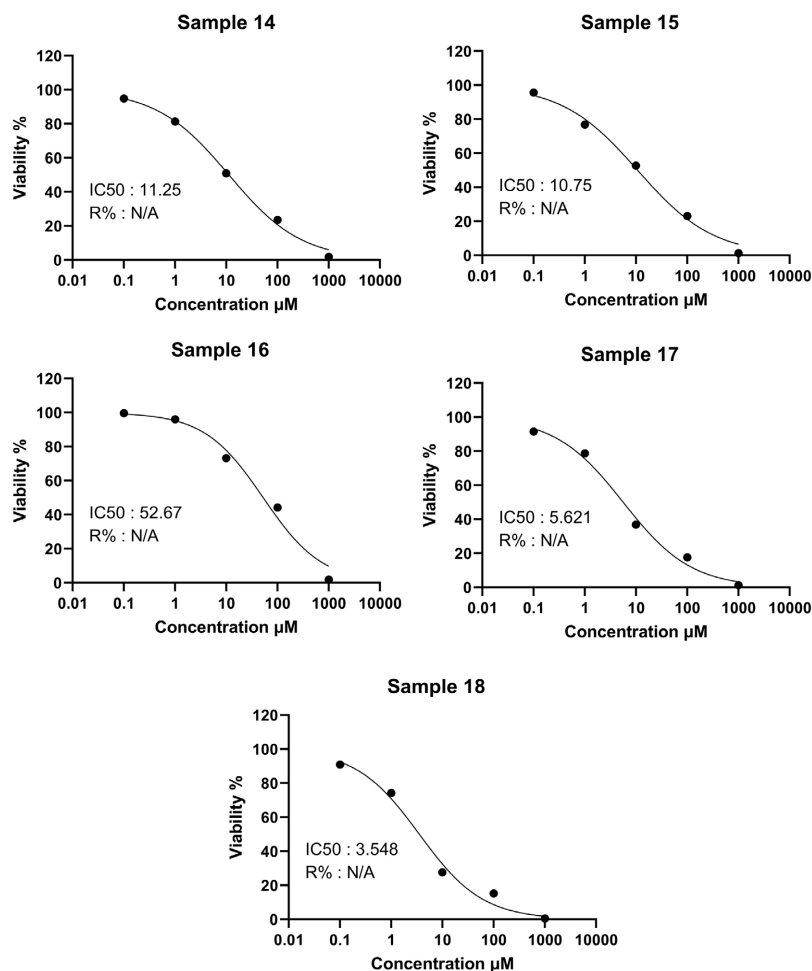 Sample 14
120
100
80
60
40
20
0
Viability %
IC50 : 11.25
R% : N/A
0.01 0.1 1 10 100 1000 10000
Concentration µM
Sample 15
120
100
80
60
40
20
0
Viability %
IC50 : 10.75
R% : N/A
0.01 0.1 1 10 100 1000 10000
Concentration µM
Sample 16
120
100
80
60
40
20
0
Viability %
IC50 : 52.67
R% : N/A
0.01 0.1 1 10 100 1000 10000
Concentration µM
Sample 17
120
100
80
60
40
20
0
Viability %
IC50 : 5.621
R% : N/A
0.01 0.1 1 10 100 1000 10000
Concentration µM
Sample 18
120
100
80
60
40
20
0
Viability %
IC50 : 3.548
R% : N/A
0.01 0.1 1 10 100 1000 10000
Concentration µM